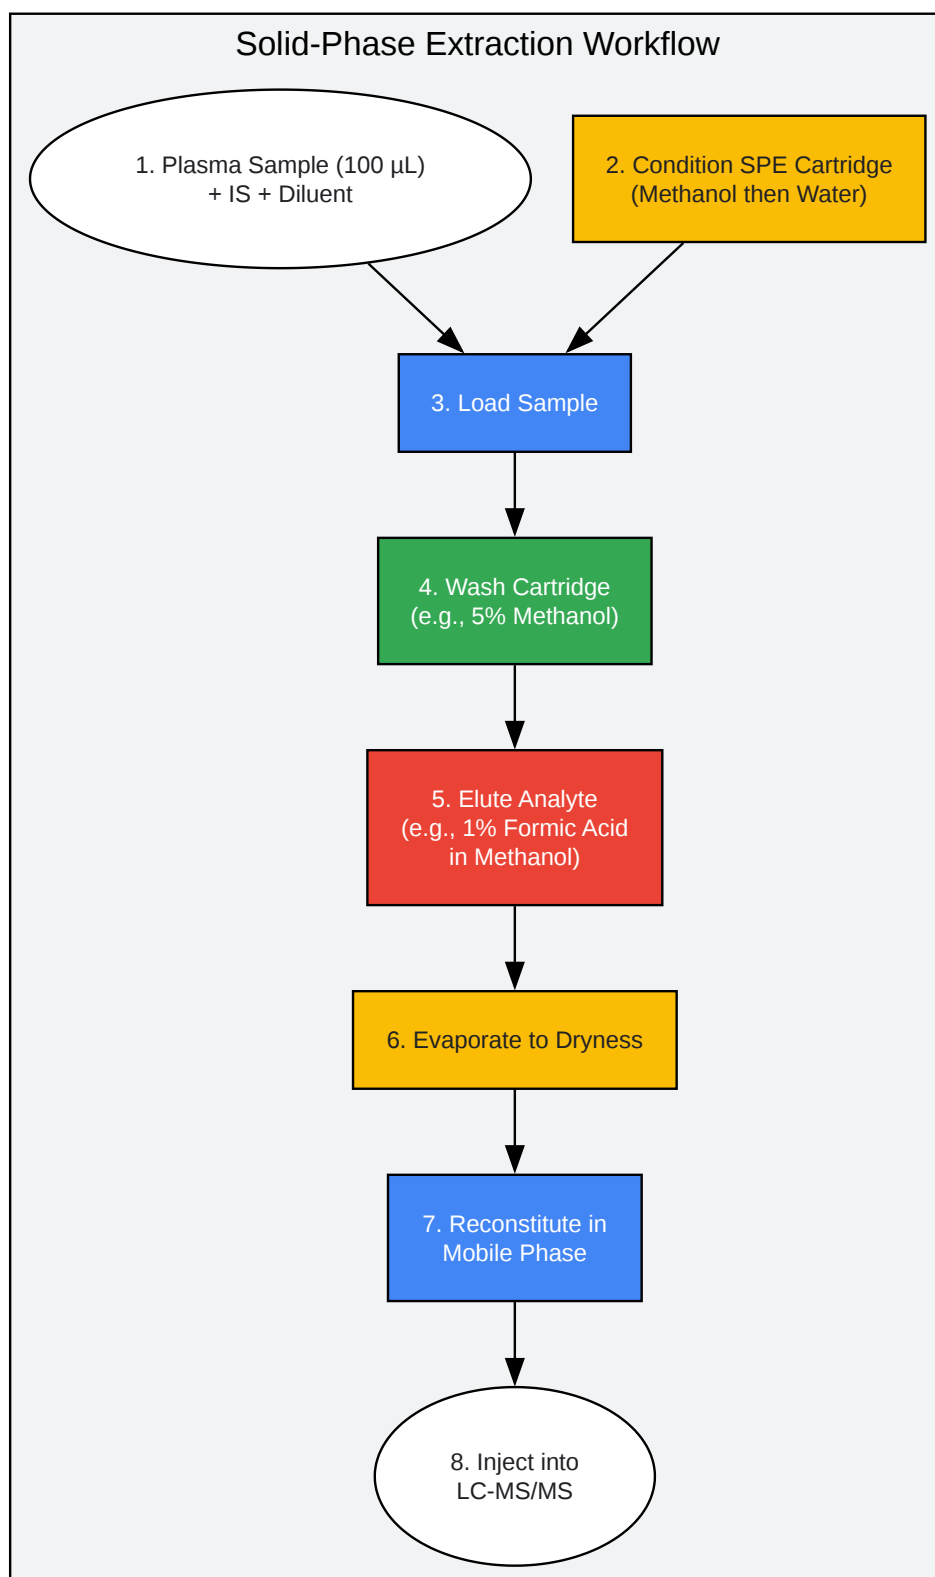 Solid-Phase Extraction Workflow
1. Plasma Sample (100 µL)
+ IS + Diluent
2. Condition SPE Cartridge
(Methanol then Water)
3. Load Sample
4. Wash Cartridge
(e.g., 5% Methanol)
5. Elute Analyte
(e.g., 1% Formic Acid
in Methanol)
6. Evaporate to Dryness
7. Reconstitute in
Mobile Phase
8. Inject into
LC-MS/MS